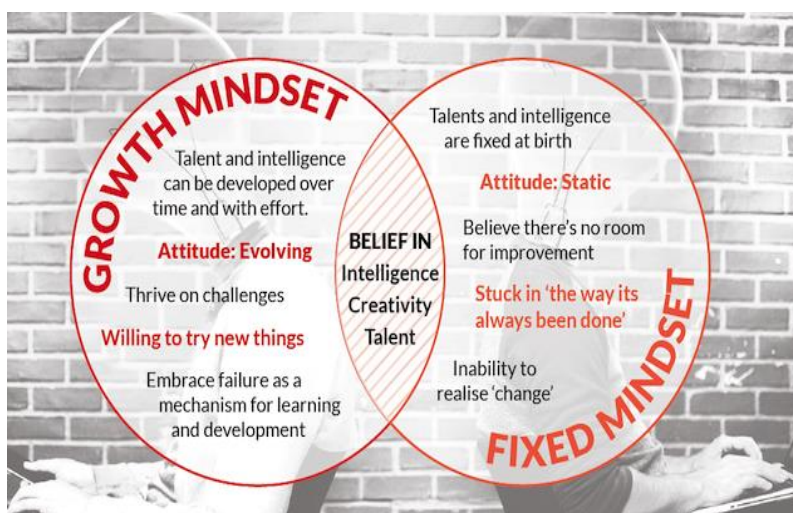 GROWTH MINDSET
Talent and intelligence
can be developed over
time and with effort.
Attitude: Evolving
Thrive on challenges
Willing to try new things
Embrace failure as a
mechanism for learning
and development
BELIEF IN
Intelligence
Creativity
Talent
Talents and intelligence
are fixed at birth
Attitude: Static
Believe there's no room
for improvement
Stuck in 'the way its
always been done'
Inability to
realise 'change'
FIXED MINDSET